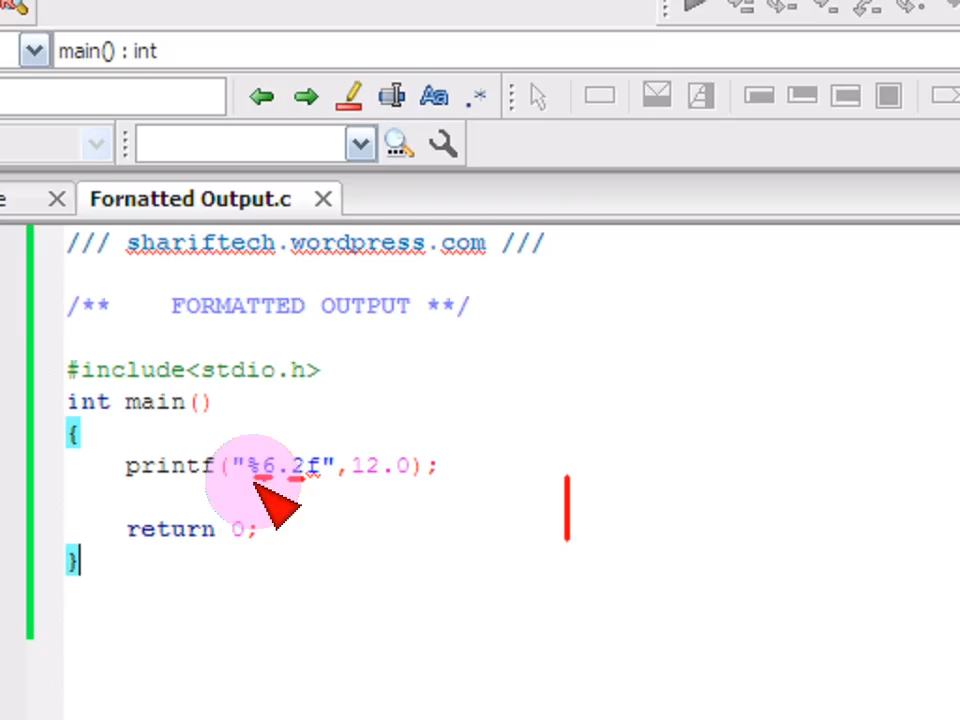 main() : int
Aa .*
e Fornatted Output.c
/// shariftech.wordpress.com ///
/** FORMATTED OUTPUT **/
#include<stdio.h>
int main()
{
printf("%6.2f",12.0);
return 0;
}